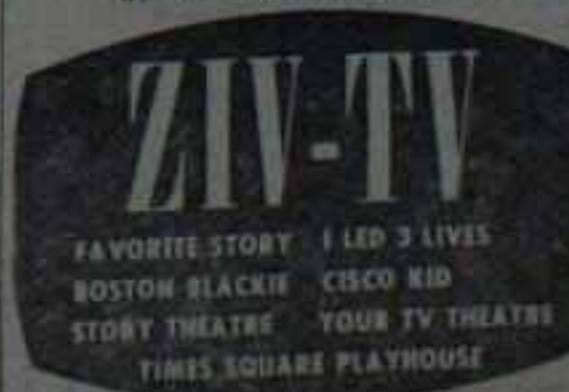 ZIV-TV
FAVORITE STORY I LED 3 LIVES
BOSTON BLACKIE CISCO KID
STORY THEATRE YOUR TV THEATRE
TIMES SQUARE PLAYHOUSE